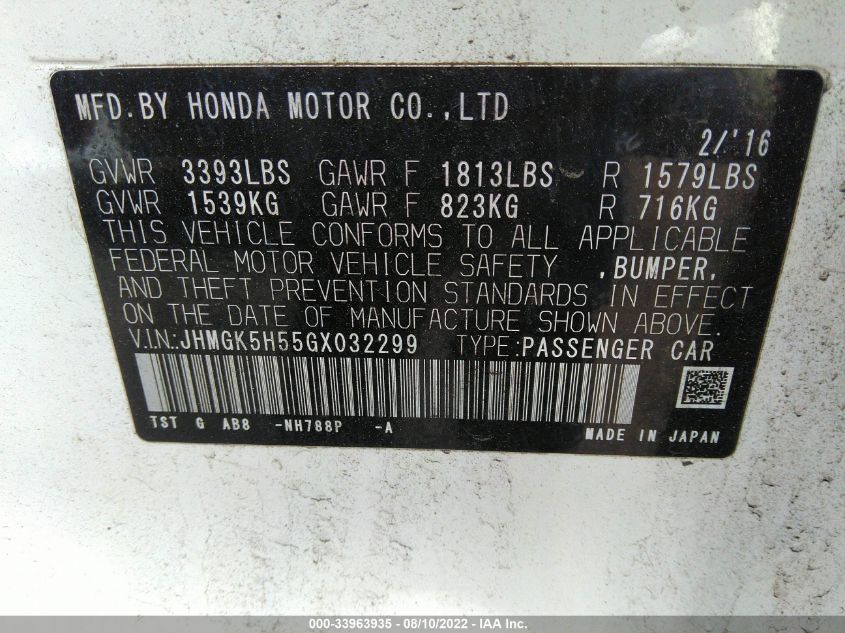 MFD.BY HONDA MOTOR CO.,LTD
2/'16
GVWR 3393LBS GAWR F 1813LBS R 1579LBS
GVWR 1539KG GAWR F 823KG R 716KG
THIS VEHICLE CONFORMS TO ALL APPLICABLE
FEDERAL MOTOR VEHICLE SAFETY ,BUMPER,
AND THEFT PREVENTION STANDARDS IN EFFECT
ON THE DATE OF MANUFACTURE SHOWN ABOVE.
V.I.N.:JHMGK5H55GX032299 TYPE:PASSENGER CAR
TST G AB8 -NH788P -A MADE IN JAPAN
000-33963935 - 08/10/2022 - IAA Inc.